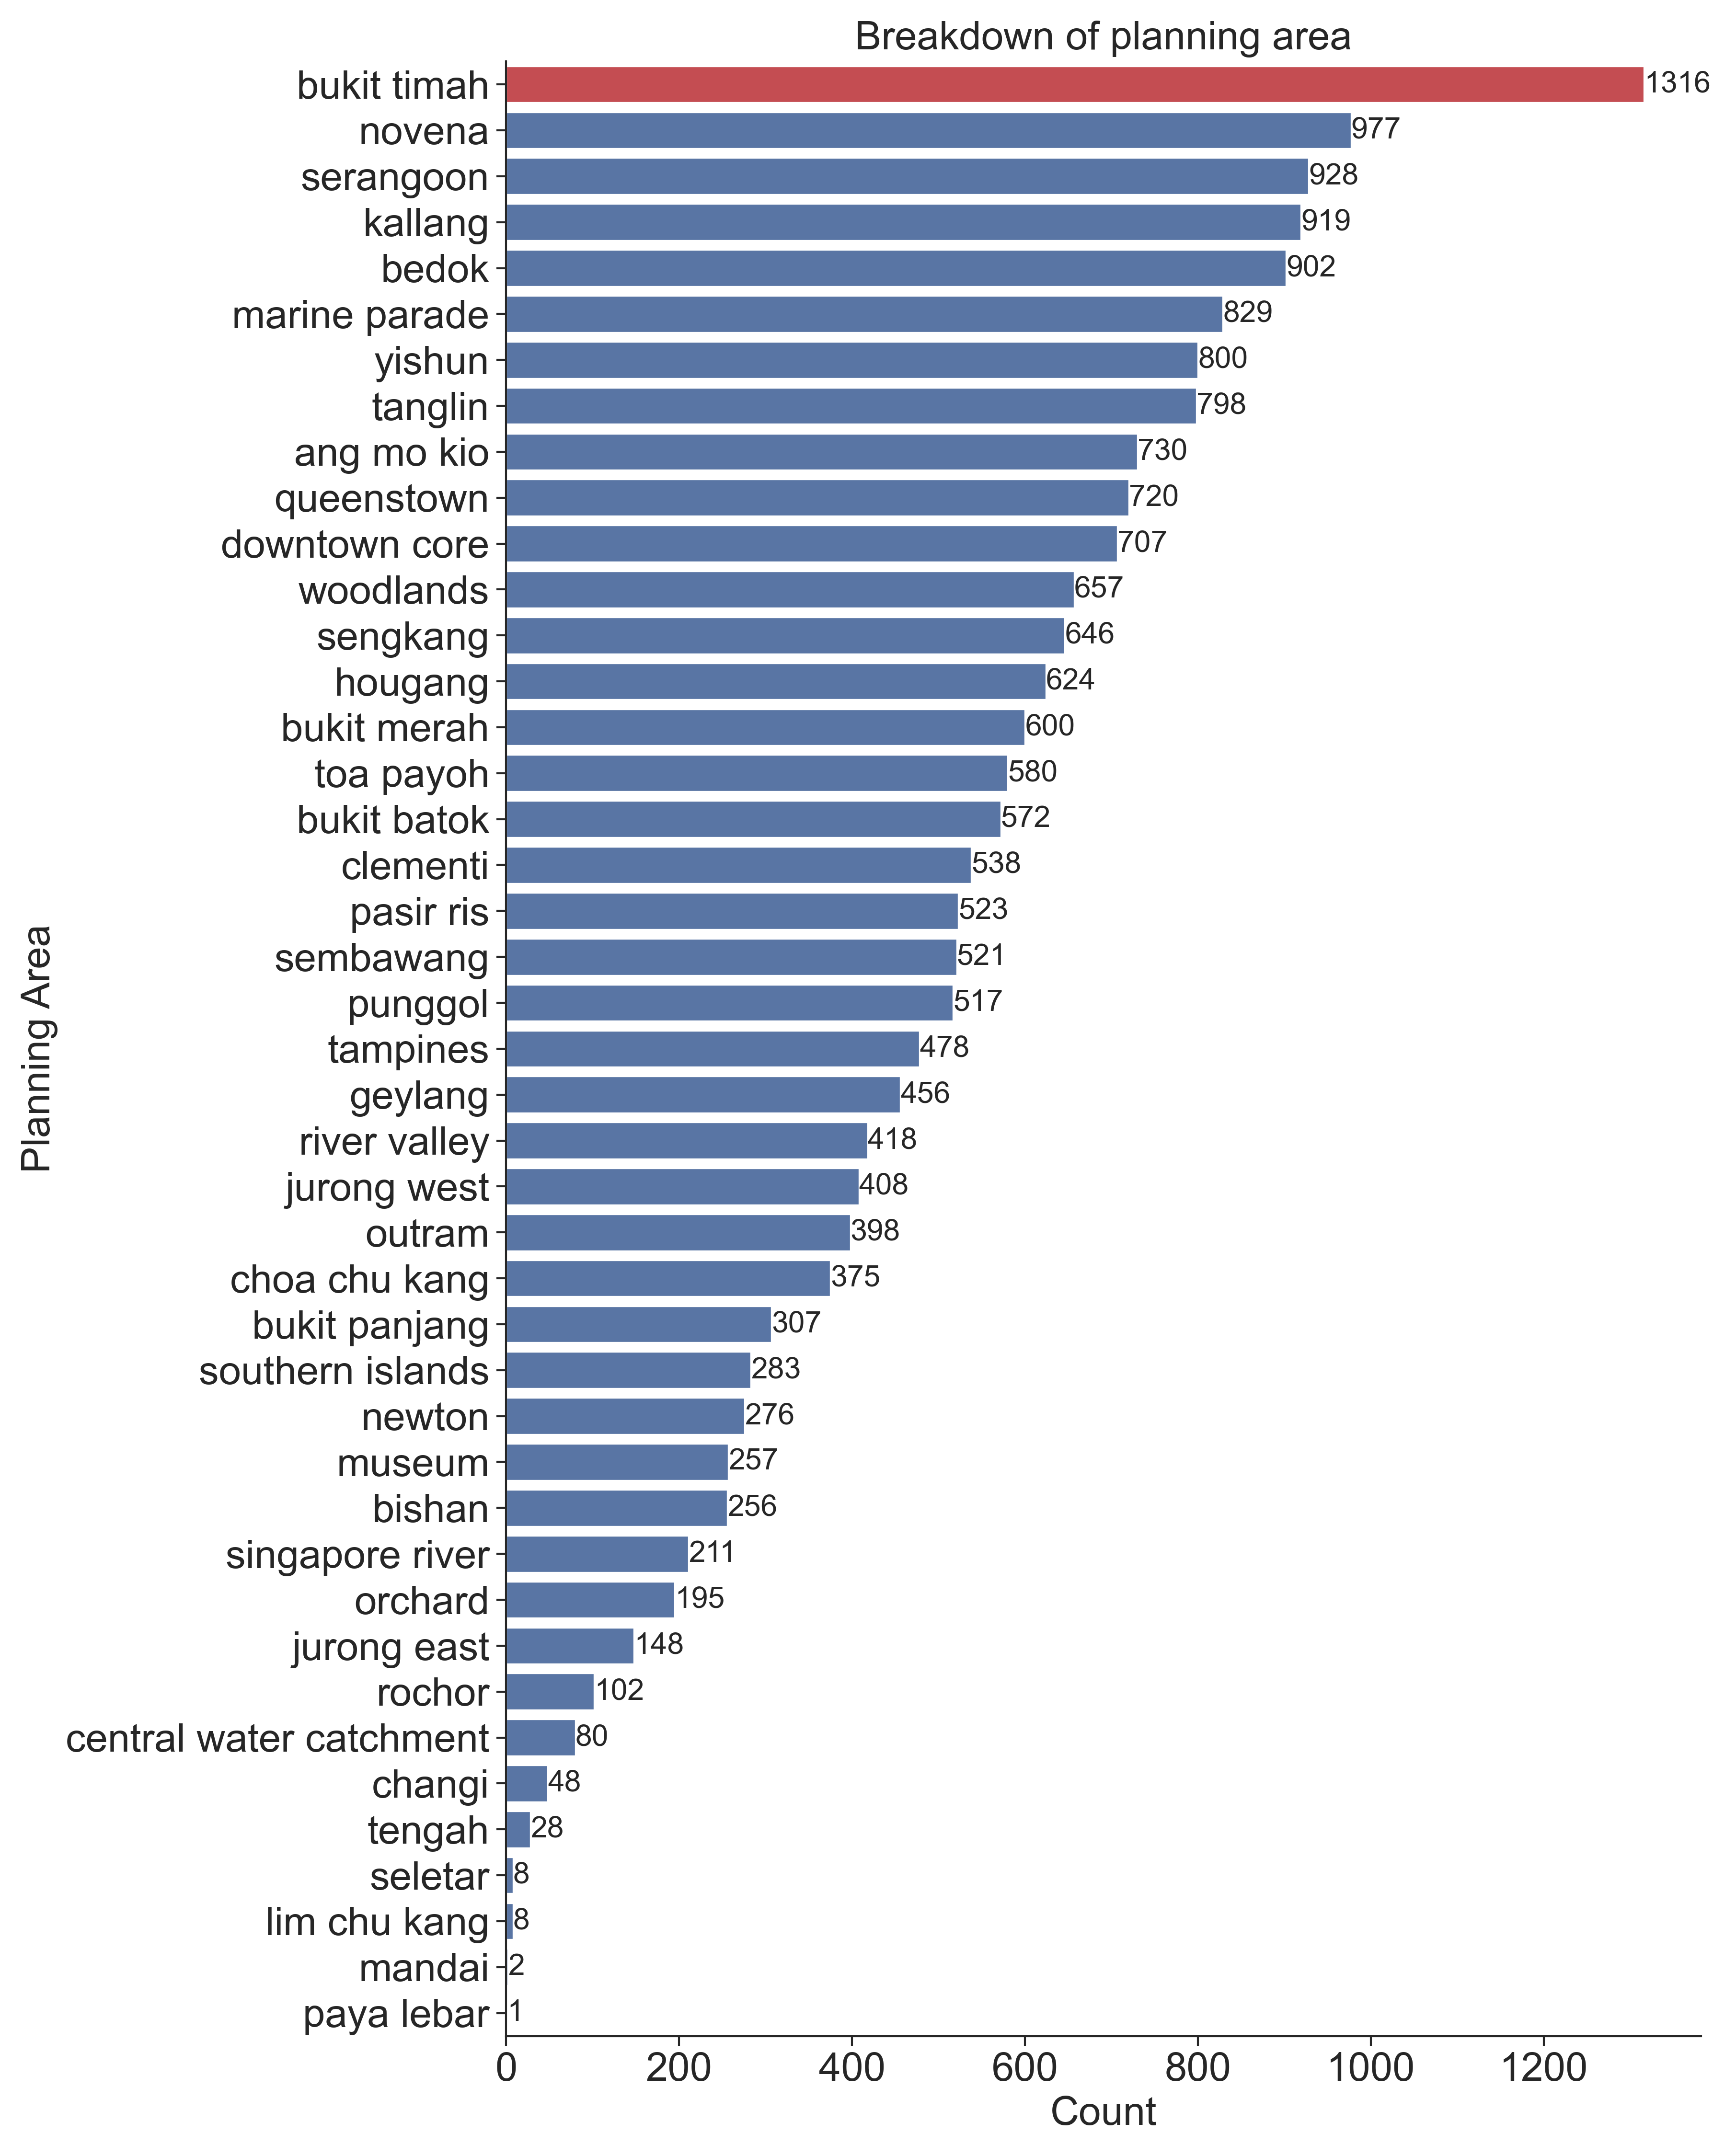 Breakdown of planning area
bukit timah 1316
novena 977
serangoon 928
kallang 919
bedok 902
marine parade 829
yishun 800
tanglin 798
ang mo kio 730
queenstown 720
downtown core 707
woodlands 657
sengkang 646
hougang 624
bukit merah 600
toa payoh 580
bukit batok 572
clementi 538
pasir ris 523
sembawang 521
punggol 517
tampines 478
geylang 456
river valley 418
jurong west 408
outram 398
choa chu kang 375
bukit panjang 307
southern islands 283
newton 276
museum 257
bishan 256
singapore river 211
orchard 195
jurong east 148
rochor 102
central water catchment 80
changi 48
tengah 28
seletar 8
lim chu kang 8
mandai 2
paya lebar 1
0 200 400 600 800 1000 1200
Count
Planning Area